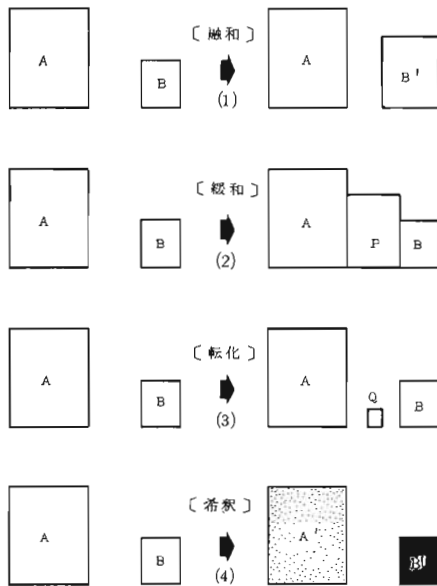 〔融和〕
A B A B'
(1)
〔緩和〕
A B A P B
(2)
〔転化〕
A B A Q B
(3)
〔希釈〕
A B A' B'
(4)